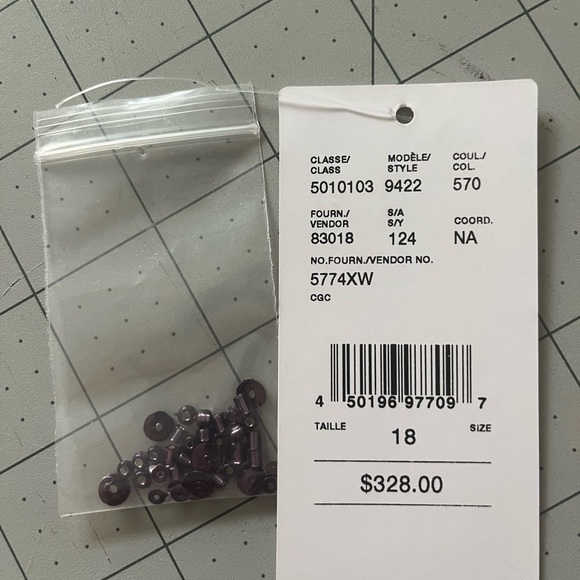 CLASSE/ MODÈLE/ COUL./
CLASS STYLE COL.
5010103 9422 570
FOURN./ S/A
VENDOR S/Y COORD.
83018 124 NA
NO.FOURN./VENDOR NO.
5774XW
CGC
4 50196 97709 7
TAILLE 18 SIZE
$328.00